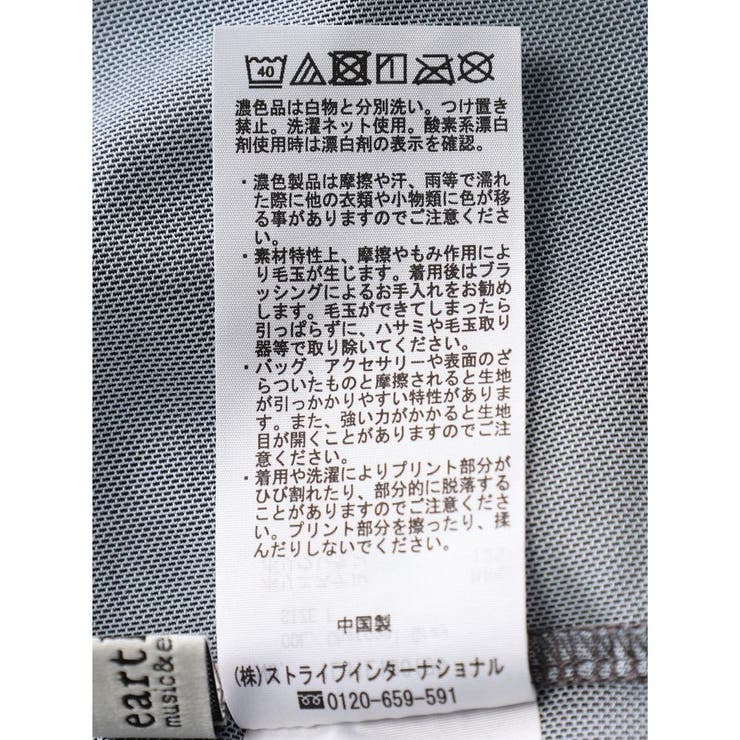 40
濃色品は白物と分別洗い。つけ置き
禁止。洗濯ネット使用。酸素系漂白
剤使用時は漂白剤の表示を確認。
・濃色製品は摩擦や汗、雨等で濡れ
た際に他の衣類や小物類に色が移
る事がありますのでご注意くださ
い。
・素材特性上、摩擦やもみ作用によ
り毛玉が生じます。着用後はブラ
ッシングによるお手入れをお勧め
します。毛玉ができてしまったら
引っぱらずに、ハサミや毛玉取り
器等で取り除いてください。
・バッグ、アクセサリーや表面のざ
らついたものと摩擦されると生地
が引っかかりやすい特性がありま
す。また、強い力がかかると生地
目が開くことがありますのでご注
意ください。
・着用や洗濯によりプリント部分が
ひび割れたり、部分的に脱落する
ことがありますのでご注意くださ
い。プリント部分を擦ったり、揉
んだりしないでください。
中国製
(株)ストライプインターナショナル
0120-659-591
eart
music&e